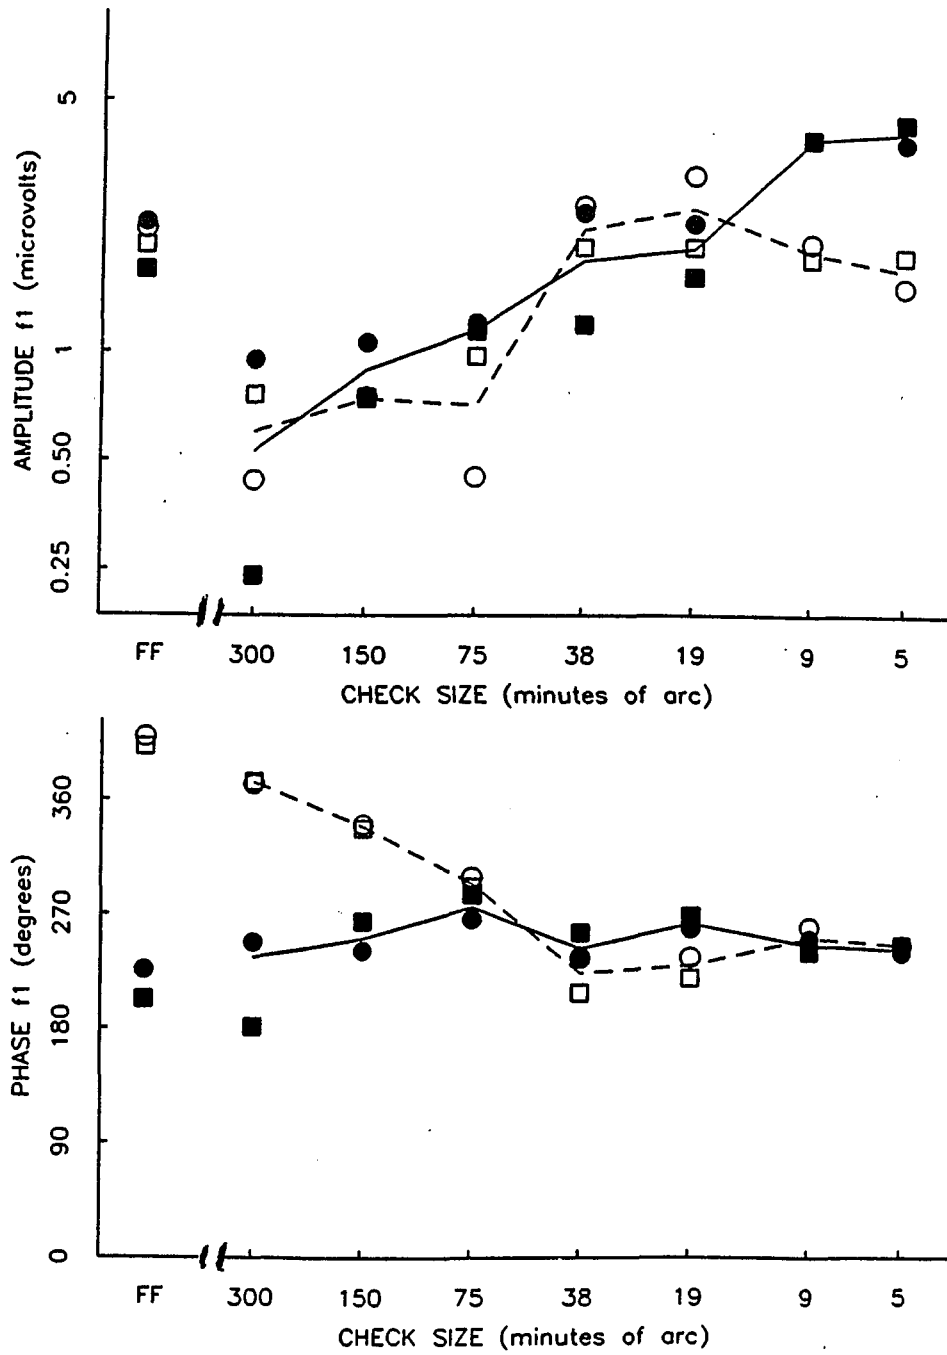 AMPLITUDE f1 (microvolts)
5
1
0.50
0.25
FF 300 150 75 38 19 9 5
CHECK SIZE (minutes of arc)
PHASE f1 (degrees)
360
270
180
90
0
FF 300 150 75 38 19 9 5
CHECK SIZE (minutes of arc)